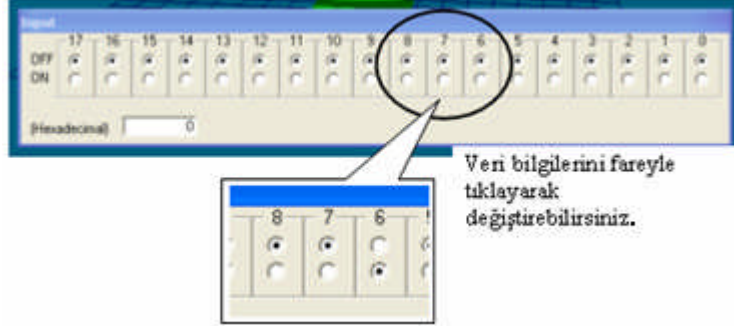 Input
17 16 15 14 13 12 11 10 9 8 7 6 5 4 3 2 1 0
OFF
ON
(Hexadecimal) 0
Veri bilgilerini fareyle
tıklayarak
değiştirebilirsiniz.
8 7 6